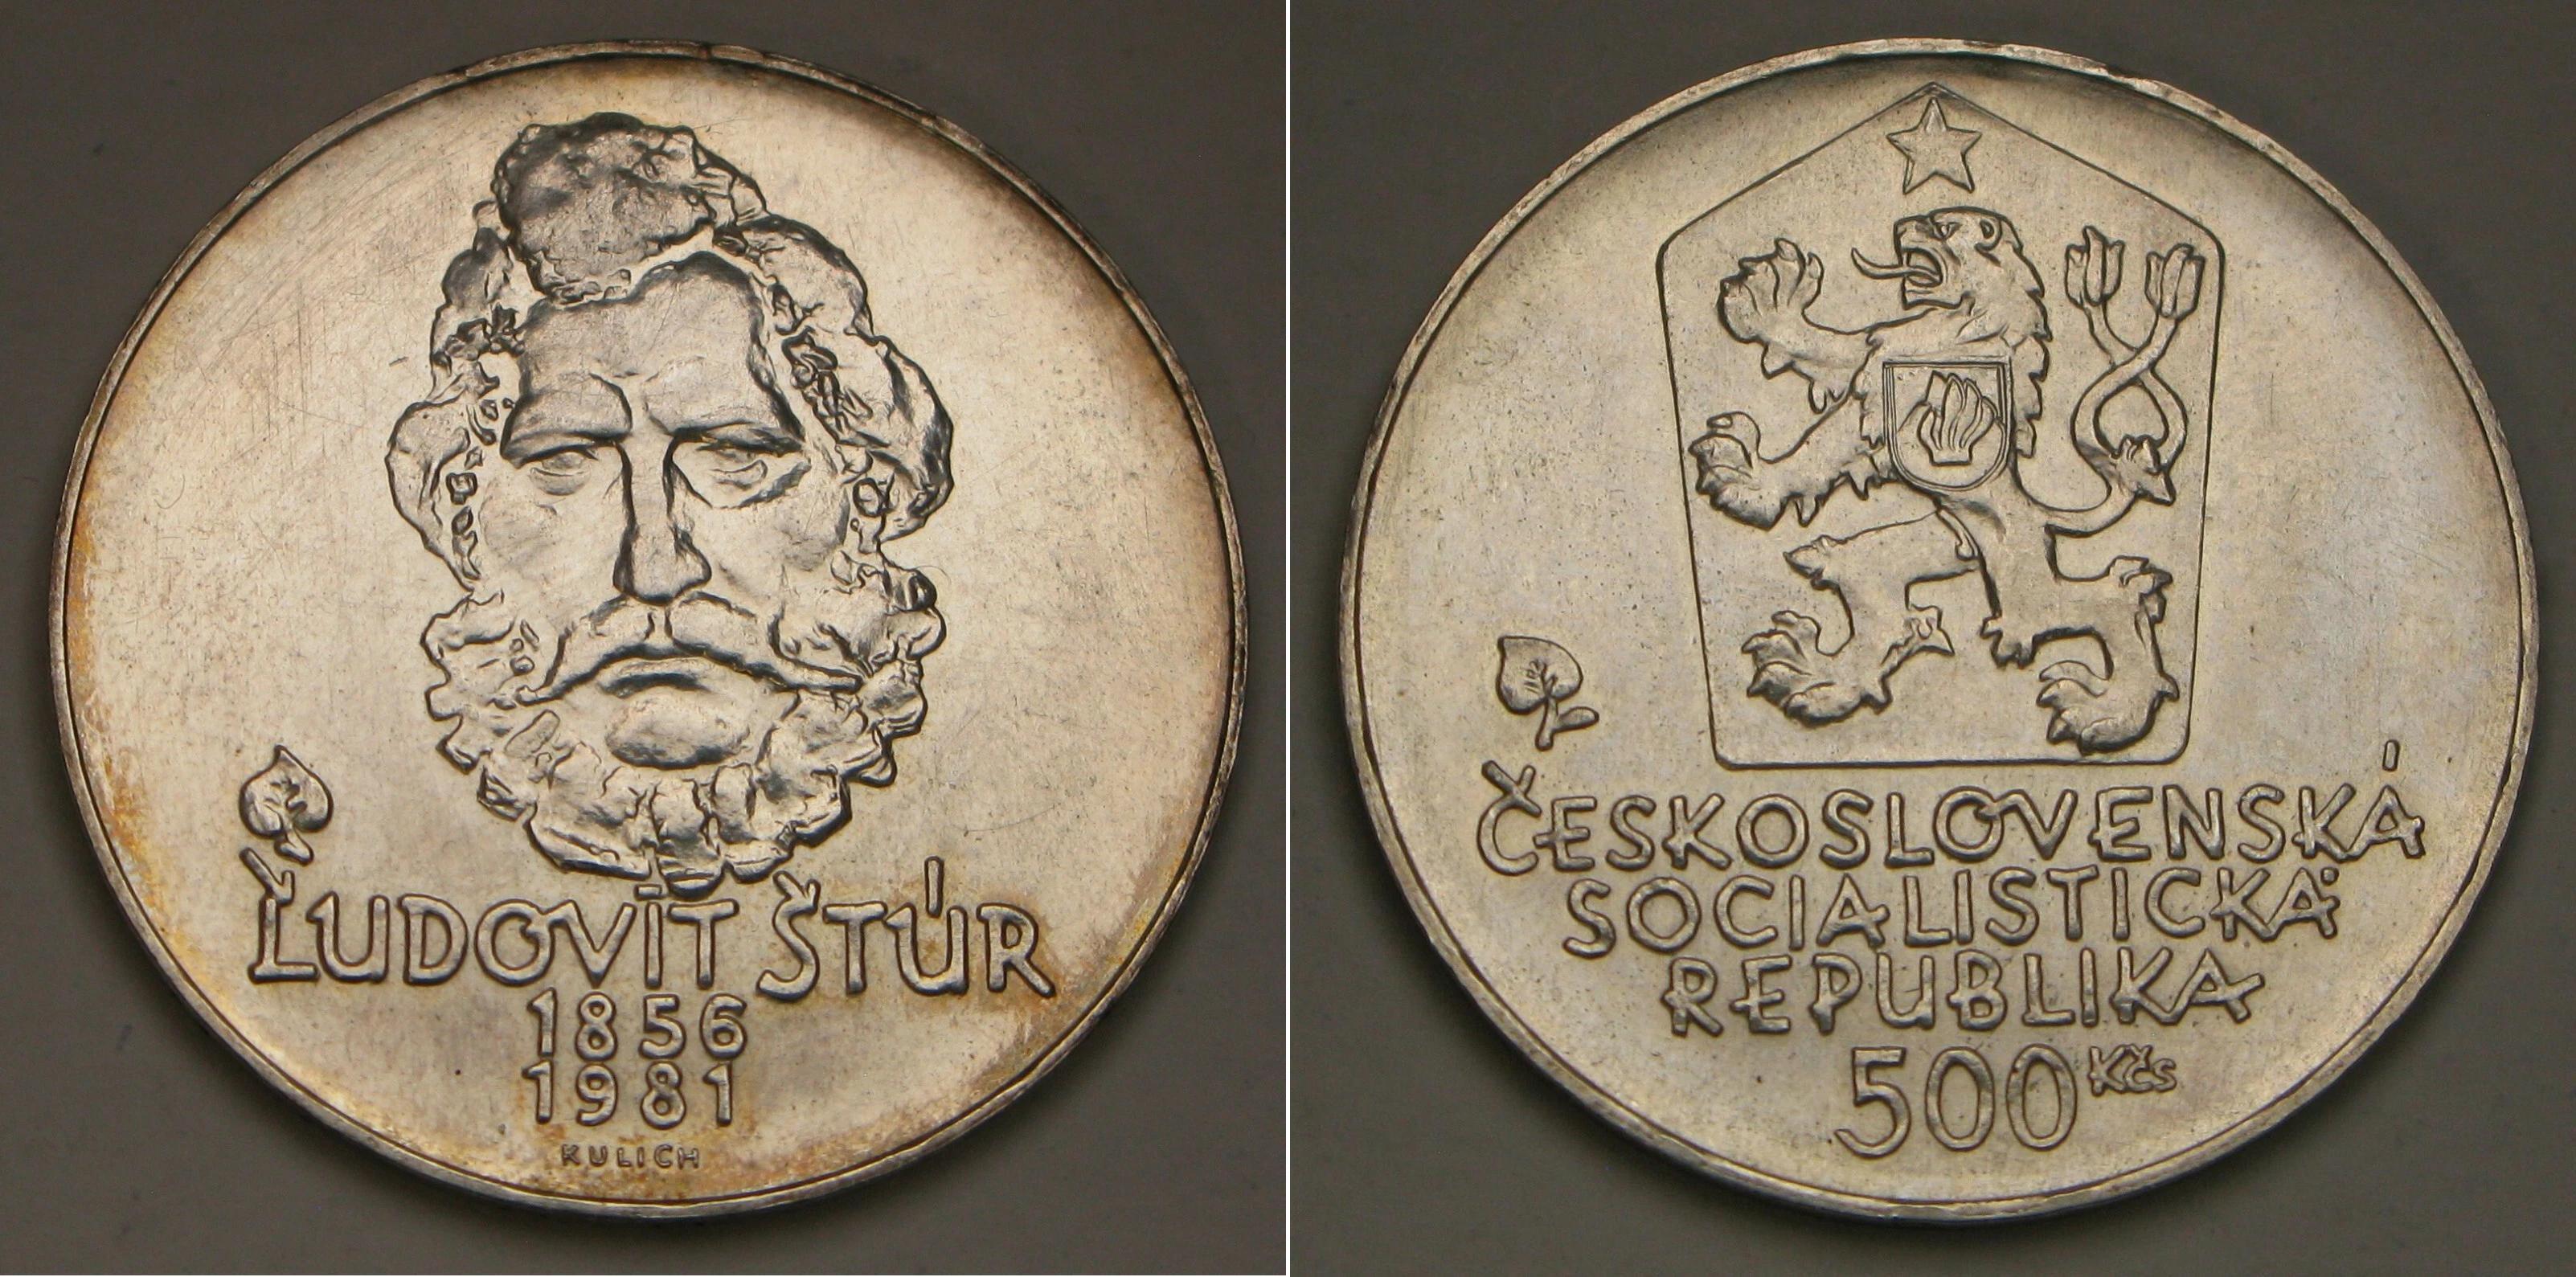 ĽUDOVÍT ŠTÚR
1856
1981
KULICH
ČESKOSLOVENSKÁ
SOCIALISTICKÁ
REPUBLIKA
500 Kčs